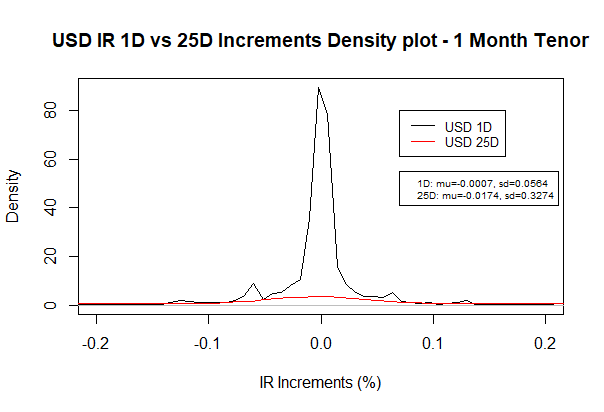 USD IR 1D vs 25D Increments Density plot - 1 Month Tenor
Density
80
60
40
20
0
USD 1D
USD 25D
1D: mu=-0.0007, sd=0.0564
25D: mu=-0.0174, sd=0.3274
-0.2 -0.1 0.0 0.1 0.2
IR Increments (%)